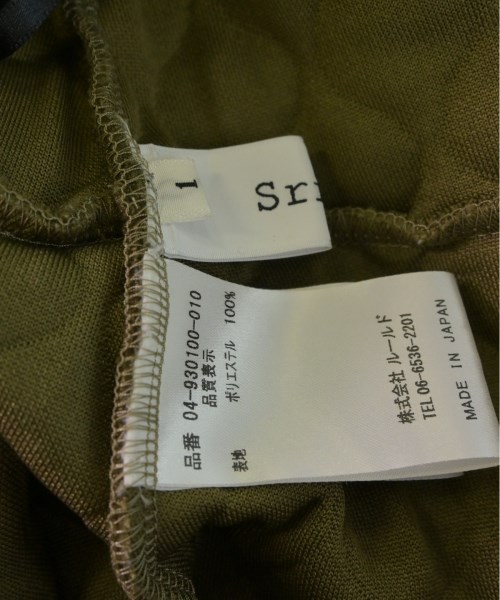 1
品番 04-930100-010
品質表示
表地 ポリエステル 100%
株式会社 ルールド
TEL 06-6536-2201
MADE IN JAPAN